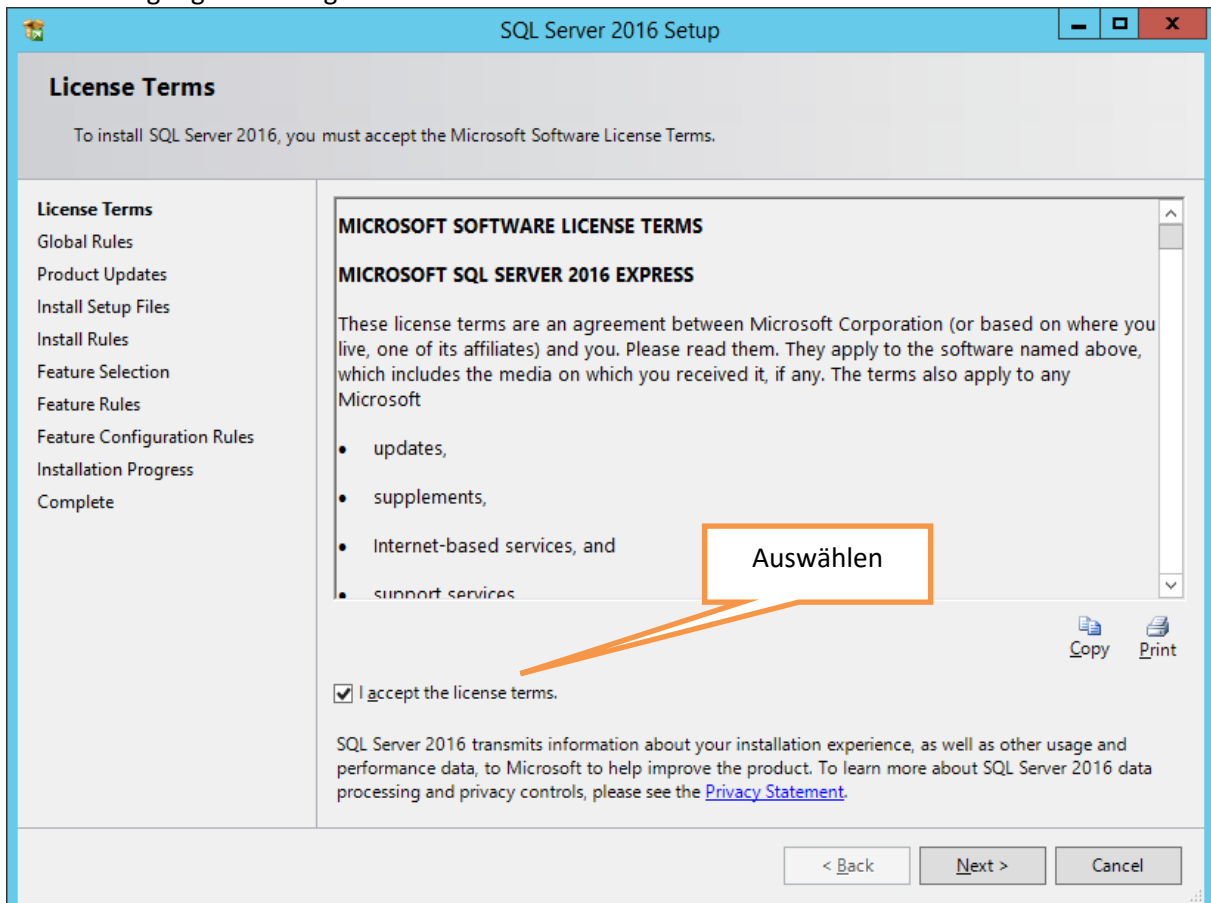 SQL Server 2016 Setup
License Terms
To install SQL Server 2016, you must accept the Microsoft Software License Terms.
License Terms
Global Rules
Product Updates
Install Setup Files
Install Rules
Feature Selection
Feature Rules
Feature Configuration Rules
Installation Progress
Complete
MICROSOFT SOFTWARE LICENSE TERMS
MICROSOFT SQL SERVER 2016 EXPRESS
These license terms are an agreement between Microsoft Corporation (or based on where you
live, one of its affiliates) and you. Please read them. They apply to the software named above,
which includes the media on which you received it, if any. The terms also apply to any
Microsoft
• updates,
• supplements,
• Internet-based services, and
• support services
Auswählen
Copy Print
I accept the license terms.
SQL Server 2016 transmits information about your installation experience, as well as other usage and
performance data, to Microsoft to help improve the product. To learn more about SQL Server 2016 data
processing and privacy controls, please see the Privacy Statement.
< Back Next > Cancel